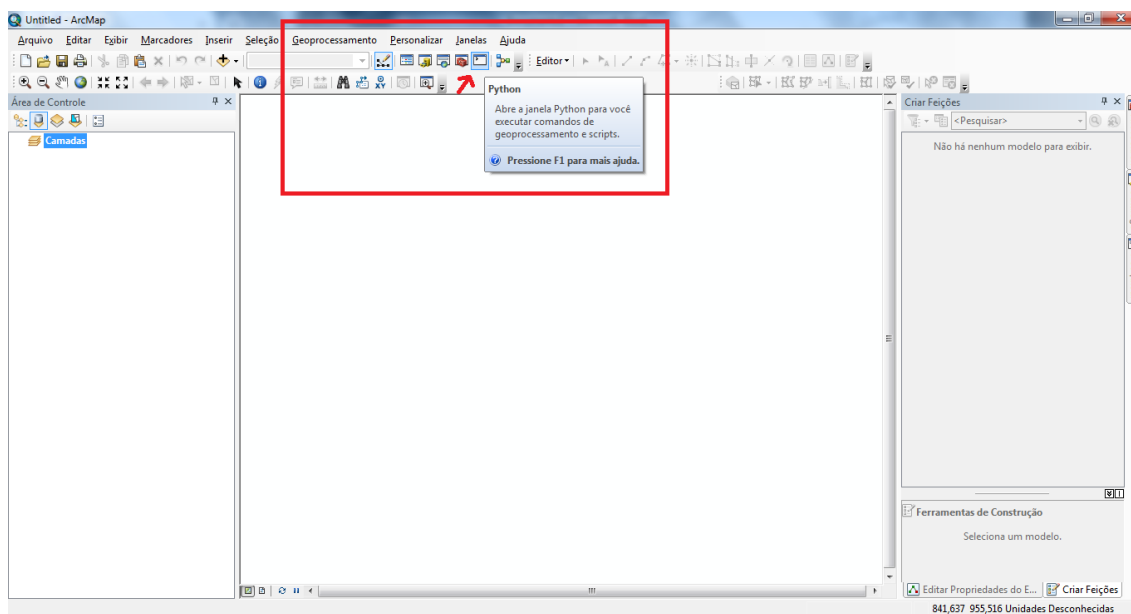 Untitled - ArcMap
Arquivo Editar Exibir Marcadores Inserir Seleção Geoprocessamento Personalizar Janelas Ajuda
Editor
Área de Controle
Camadas
Python
Abre a janela Python para você
executar comandos de
geoprocessamento e scripts.
Pressione F1 para mais ajuda.
Criar Feições
<Pesquisar>
Não há nenhum modelo para exibir.
Ferramentas de Construção
Seleciona um modelo.
Editar Propriedades do E... Criar Feições
841,637 955,516 Unidades Desconhecidas